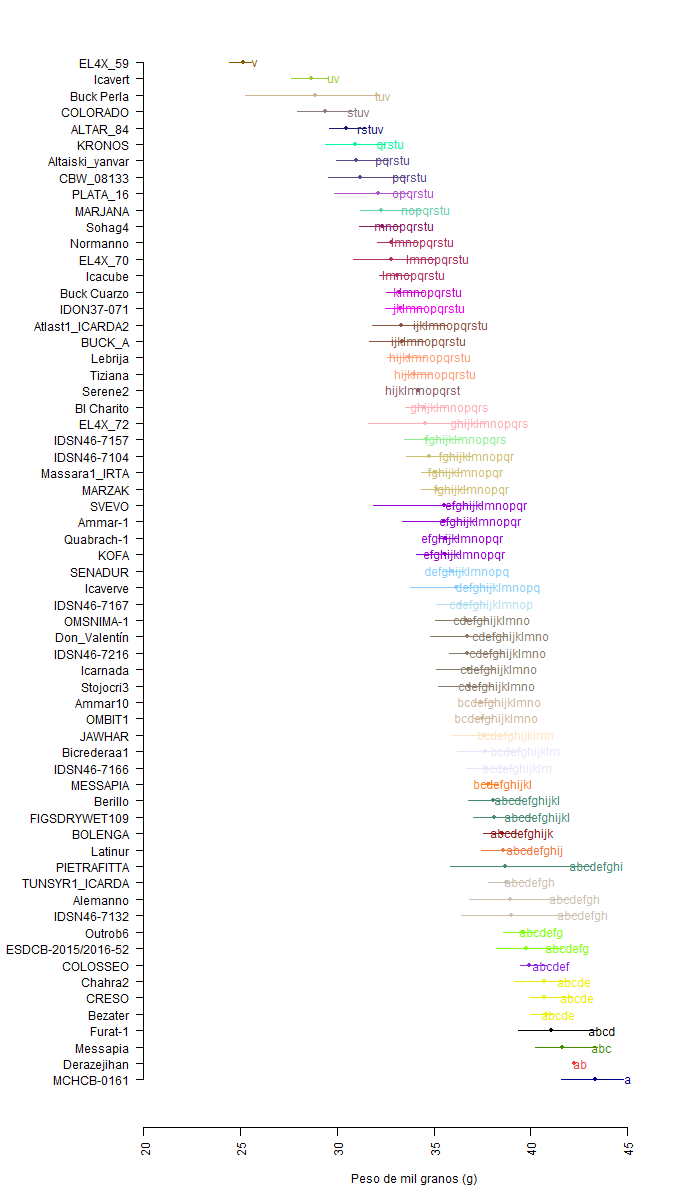 EL4X_59 v
Icavert uv
Buck Perla tuv
COLORADO stuv
ALTAR_84 rstuv
KRONOS qrstu
Altaiski_yanvar pqrstu
CBW_08133 pqrstu
PLATA_16 opqrstu
MARJANA nopqrstu
Sohag4 mnopqrstu
Normanno lmnopqrstu
EL4X_70 lmnopqrstu
Icacube lmnopqrstu
Buck Cuarzo klmnopqrstu
IDON37-071 jklmnopqrstu
Atlast1_ICARDA2 ijklmnopqrstu
BUCK_A ijklmnopqrstu
Lebrija hijklmnopqrstu
Tiziana hijklmnopqrstu
Serene2 hijklmnopqrst
BI Charito ghijklmnopqrs
EL4X_72 ghijklmnopqrs
IDSN46-7157 fghijklmnopqrs
IDSN46-7104 fghijklmnopqr
Massara1_IRTA fghijklmnopqr
MARZAK fghijklmnopqr
SVEVO efghijklmnopqr
Ammar-1 efghijklmnopqr
Quabrach-1 efghijklmnopqr
KOFA efghijklmnopqr
SENADUR defghijklmnopq
Icaverve defghijklmnopq
IDSN46-7167 cdefghijklmnop
OMSNIMA-1 cdefghijklmno
Don_Valentín cdefghijklmno
IDSN46-7216 cdefghijklmno
Icarnada cdefghijklmno
Stojocri3 cdefghijklmno
Ammar10 bcdefghijklmno
OMBIT1 bcdefghijklmno
JAWHAR bcdefghijklmn
Bicrederaa1 bcdefghijklm
IDSN46-7166 bcdefghijklm
MESSAPIA bcdefghijkl
Berillo abcdefghijkl
FIGSDRYWET109 abcdefghijkl
BOLENGA abcdefghijk
Latinur abcdefghij
PIETRAFITTA abcdefghi
TUNSYR1_ICARDA abcdefgh
Alemanno abcdefgh
IDSN46-7132 abcdefgh
Outrob6 abcdefg
ESDCB-2015/2016-52 abcdefg
COLOSSEO abcdef
Chahra2 abcde
CRESO abcde
Bezater abcde
Furat-1 abcd
Messapia abc
Derazejihan ab
MCHCB-0161 a
20 25 30 35 40 45
Peso de mil granos (g)